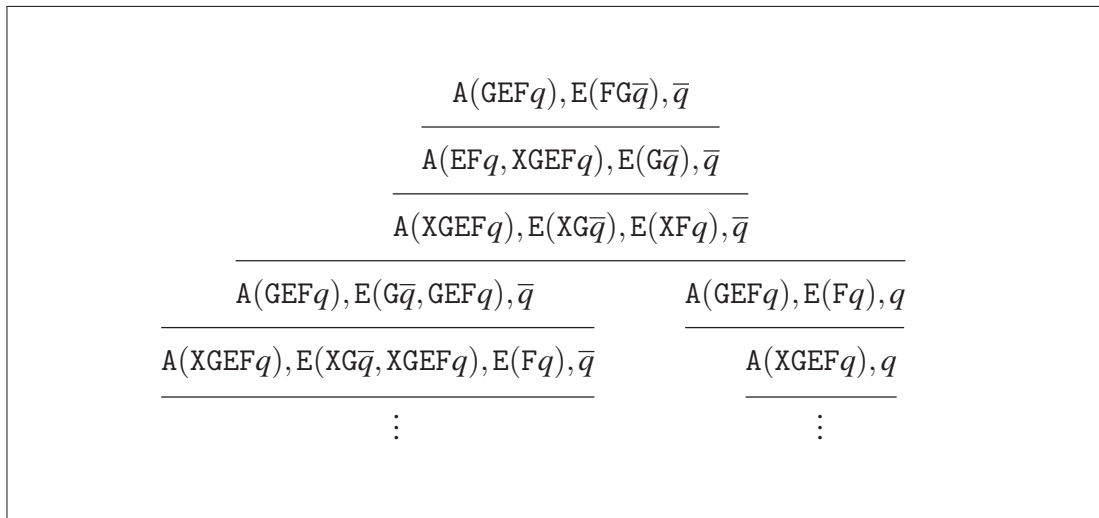 A(GEFq), E(FGq̅), q̅
A(EFq, XGEFq), E(Gq̅), q̅
A(XGEFq), E(XGq̅), E(XFq), q̅
A(GEFq), E(Gq̅, GEFq), q̅ A(GEFq), E(Fq), q
A(XGEFq), E(XGq̅, XGEFq), E(Fq), q̅ A(XGEFq), q
⋮ ⋮